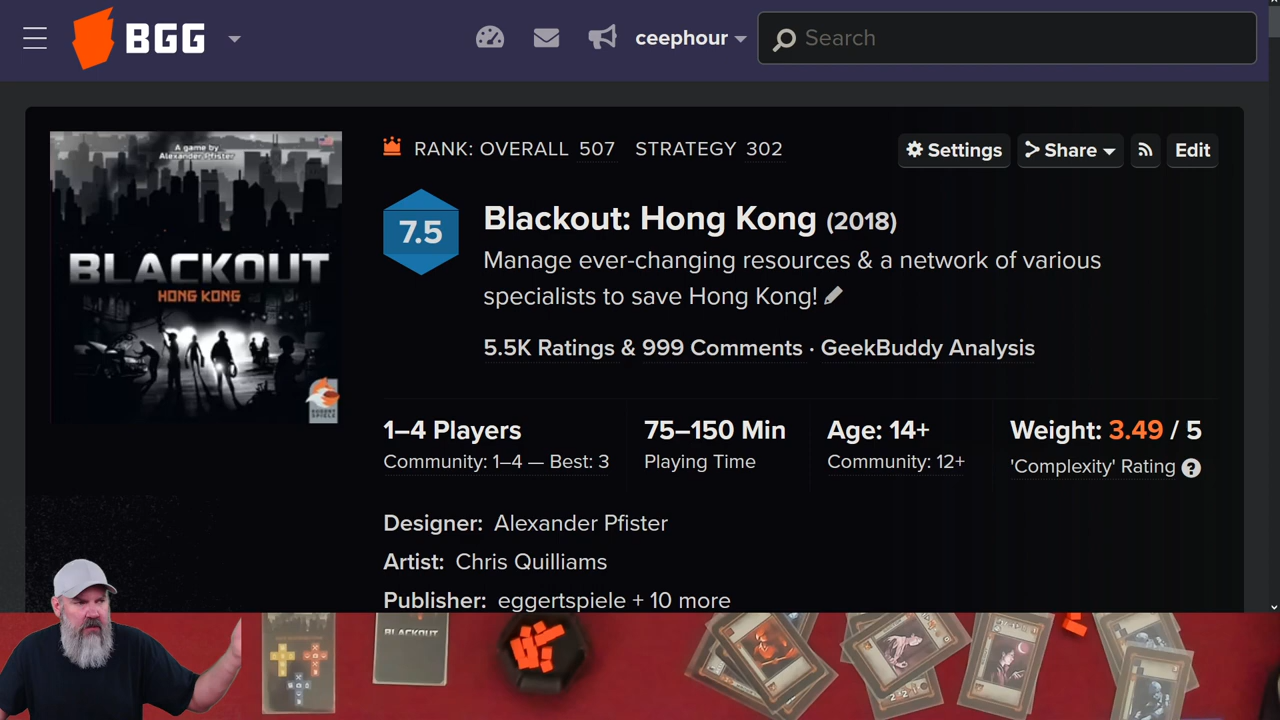 BGG
ceephour
Search
A game by
Alexander Pfister
BLACKOUT
HONG KONG
RANK: OVERALL 507 STRATEGY 302
Settings
Share
Edit
7.5
Blackout: Hong Kong (2018)
Manage ever-changing resources & a network of various
specialists to save Hong Kong!
5.5K Ratings & 999 Comments · GeekBuddy Analysis
1–4 Players
Community: 1–4 — Best: 3
75–150 Min
Playing Time
Age: 14+
Community: 12+
Weight: 3.49 / 5
'Complexity' Rating ?
Designer: Alexander Pfister
Artist: Chris Quilliams
Publisher: eggertspiele + 10 more
BLACKOUT